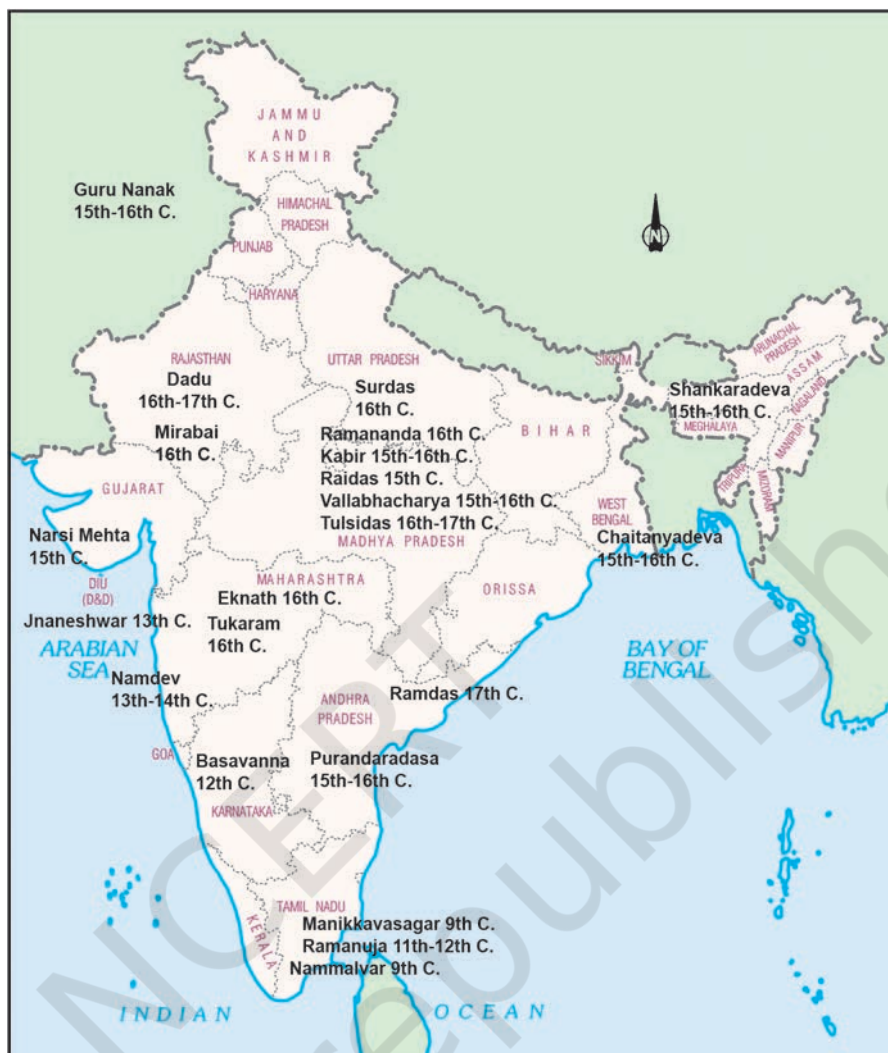 JAMMU
AND
KASHMIR
Guru Nanak
15th-16th C.
HIMACHAL
PRADESH
PUNJAB
N
HARYANA
ARUNACHAL
PRADESH
RAJASTHAN
UTTAR PRADESH
SIKKIM
ASSAM
Dadu
16th-17th C.
Surdas
16th C.
Shankaradeva
15th-16th C.
NAGALAND
MEGHALAYA
MANIPUR
Mirabai
16th C.
Ramananda 16th C.
Kabir 15th-16th C.
Raidas 15th C.
Vallabhacharya 15th-16th C.
Tulsidas 16th-17th C.
BIHAR
TRIPURA
MIZORAM
GUJARAT
WEST
BENGAL
Narsi Mehta
15th C.
MADHYA PRADESH
Chaitanyadeva
15th-16th C.
DIU
(D&D)
MAHARASHTRA
ORISSA
Eknath 16th C.
Jnaneshwar 13th C.
Tukaram
16th C.
ARABIAN
SEA
BAY OF
BENGAL
Namdev
13th-14th C.
Ramdas 17th C.
ANDHRA
PRADESH
GOA
Basavanna
12th C.
Purandaradasa
15th-16th C.
KARNATAKA
TAMIL NADU
KERALA
Manikkavasagar 9th C.
Ramanuja 11th-12th C.
Nammalvar 9th C.
INDIAN OCEAN
NCERT
republish